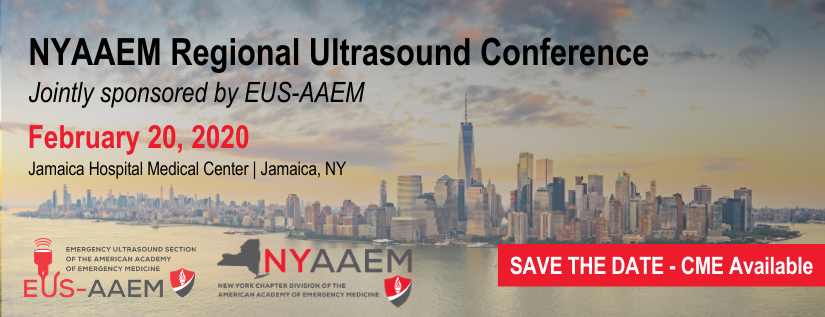 NYAAEM Regional Ultrasound Conference
Jointly sponsored by EUS-AAEM
February 20, 2020
Jamaica Hospital Medical Center | Jamaica, NY
EMERGENCY ULTRASOUND SECTION
OF THE AMERICAN ACADEMY
OF EMERGENCY MEDICINE
EUS-AAEM
NYAAEM
NEW YORK CHAPTER DIVISION OF THE
AMERICAN ACADEMY OF EMERGENCY MEDICINE
SAVE THE DATE - CME Available